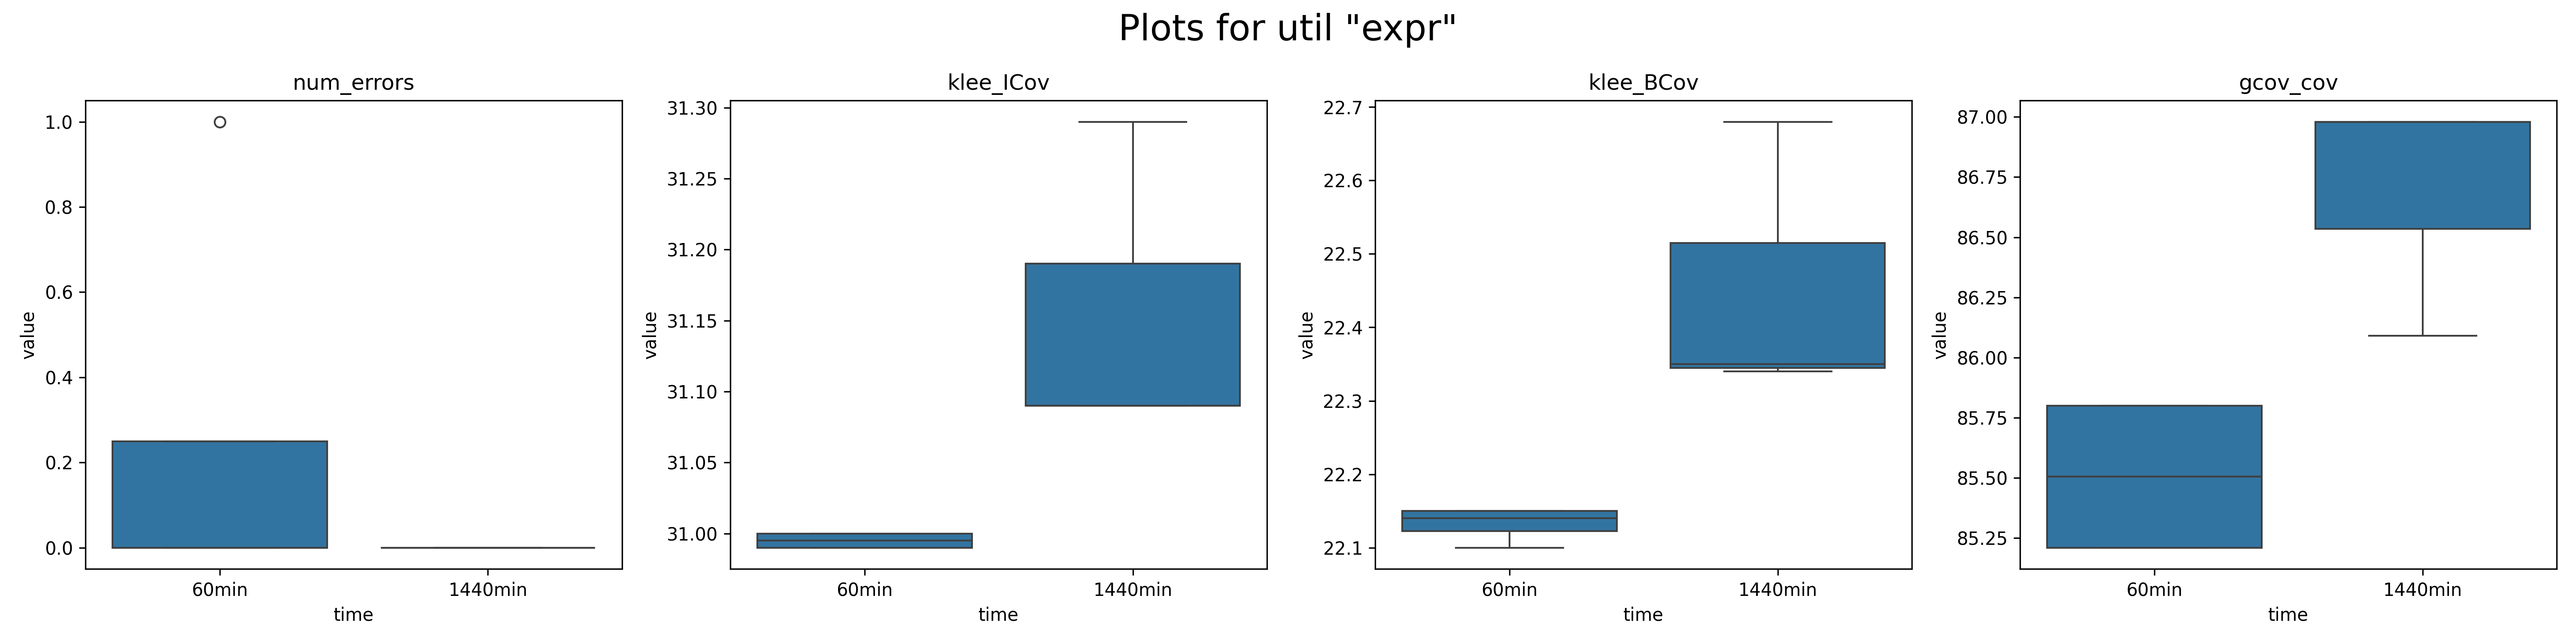 Plots for util "expr"
num_errors
value
1.0
0.8
0.6
0.4
0.2
0.0
60min
1440min
time
klee_ICov
value
31.30
31.25
31.20
31.15
31.10
31.05
31.00
60min
1440min
time
klee_BCov
value
22.7
22.6
22.5
22.4
22.3
22.2
22.1
60min
1440min
time
gcov_cov
value
87.00
86.75
86.50
86.25
86.00
85.75
85.50
85.25
60min
1440min
time